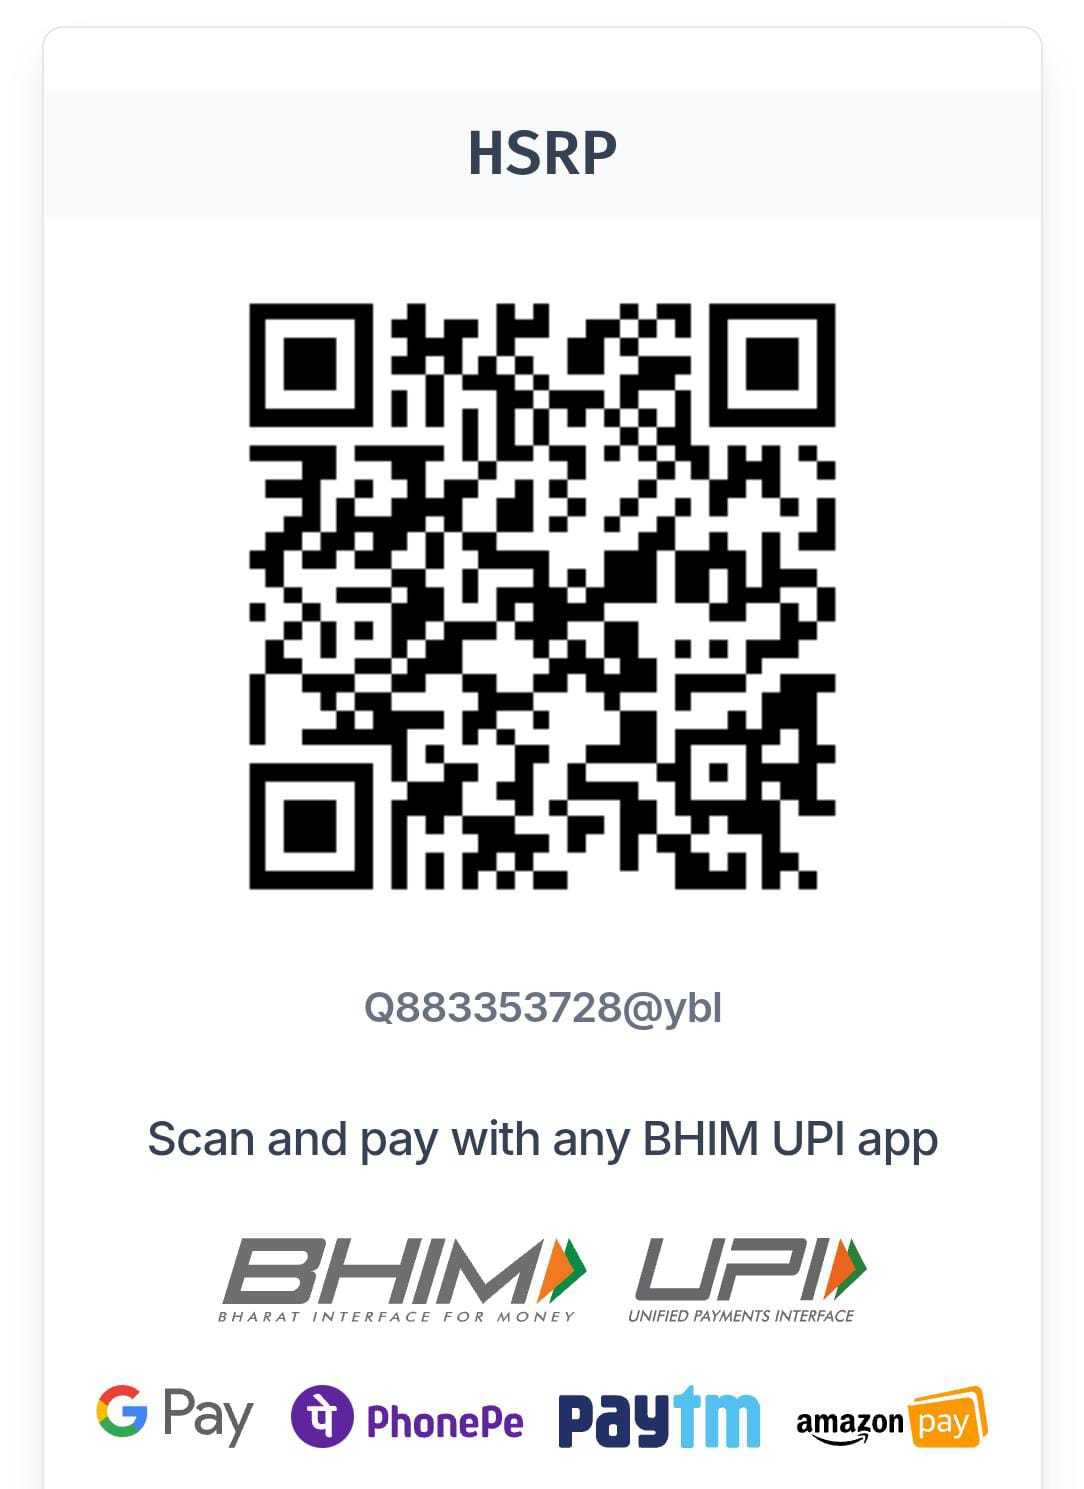 HSRP
Q883353728@ybl
Scan and pay with any BHIM UPI app
BHIM UPI
BHARAT INTERFACE FOR MONEY UNIFIED PAYMENTS INTERFACE
G Pay पे PhonePe paytm amazon pay